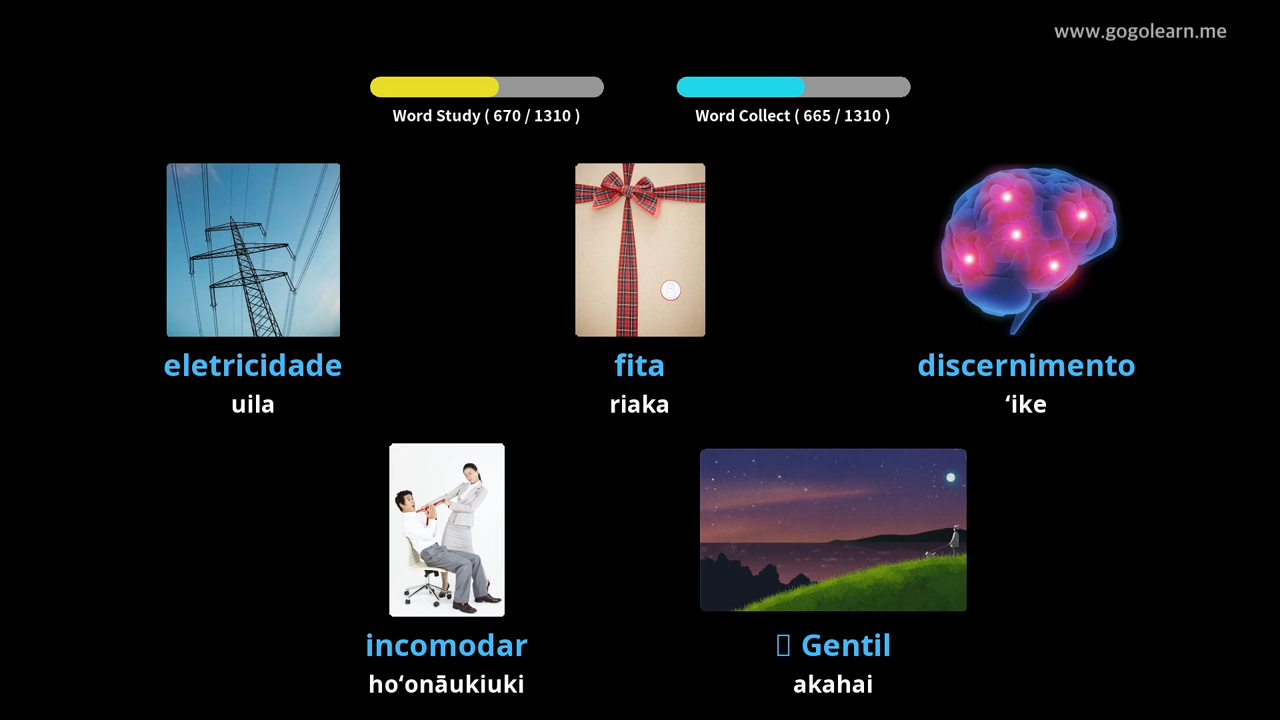 www.gogolearn.me
Word Study ( 670 / 1310 )
Word Collect ( 665 / 1310 )
eletricidade
uila
fita
riaka
discernimento
ʻike
incomodar
hoʻonāukiuki
▯ Gentil
akahai